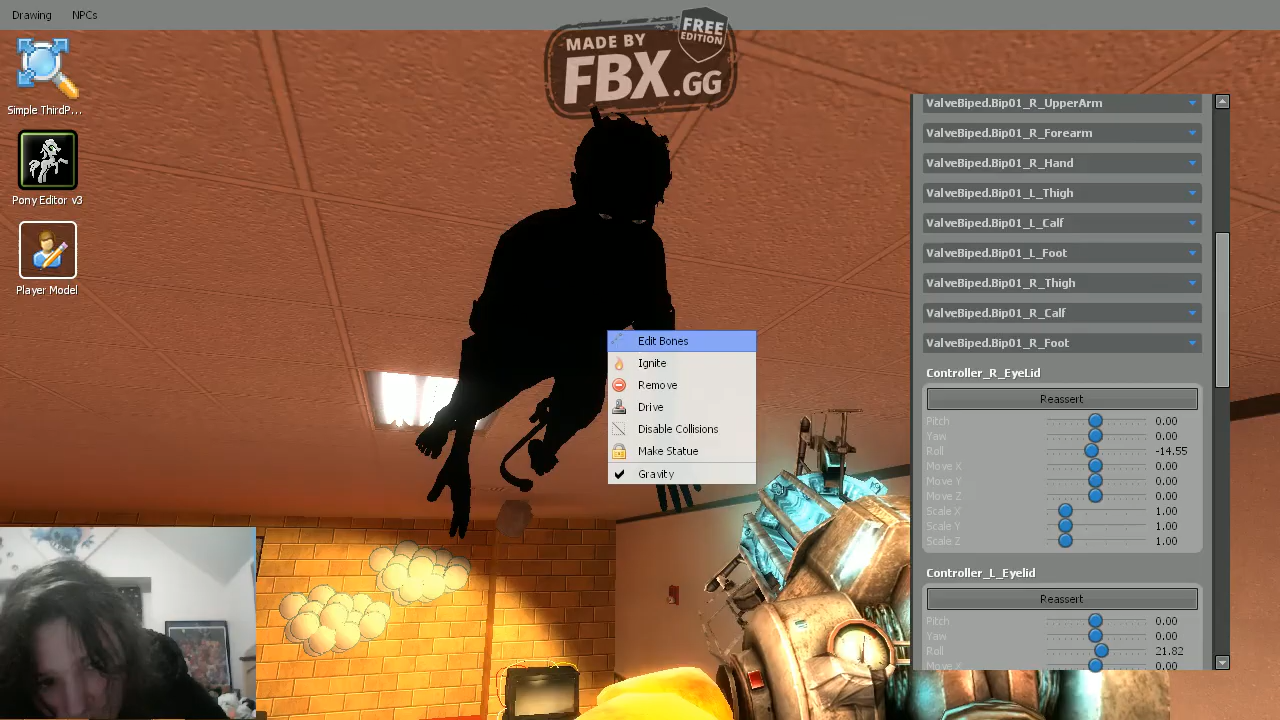 Drawing NPCs
MADE BY
FREE
EDITION
FBX.GG
Simple ThirdP...
Pony Editor v3
Player Model
Edit Bones
Ignite
Remove
Drive
Disable Collisions
Make Statue
Gravity
ValveBiped.Bip01_R_UpperArm
ValveBiped.Bip01_R_Forearm
ValveBiped.Bip01_R_Hand
ValveBiped.Bip01_L_Thigh
ValveBiped.Bip01_L_Calf
ValveBiped.Bip01_L_Foot
ValveBiped.Bip01_R_Thigh
ValveBiped.Bip01_R_Calf
ValveBiped.Bip01_R_Foot
Controller_R_EyeLid
Reassert
Pitch 0.00
Yaw 0.00
Roll -14.55
Move X 0.00
Move Y 0.00
Move Z 0.00
Scale X 1.00
Scale Y 1.00
Scale Z 1.00
Controller_L_Eyelid
Reassert
Pitch 0.00
Yaw 0.00
Roll 21.82
Move X 0.00